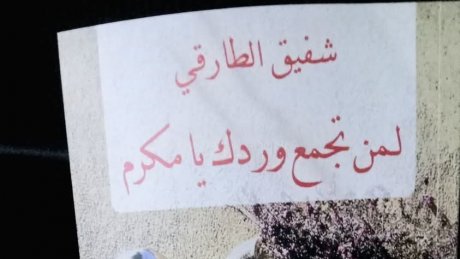 شفيق الطارقي
لمن تجمع وردك يا مكرم